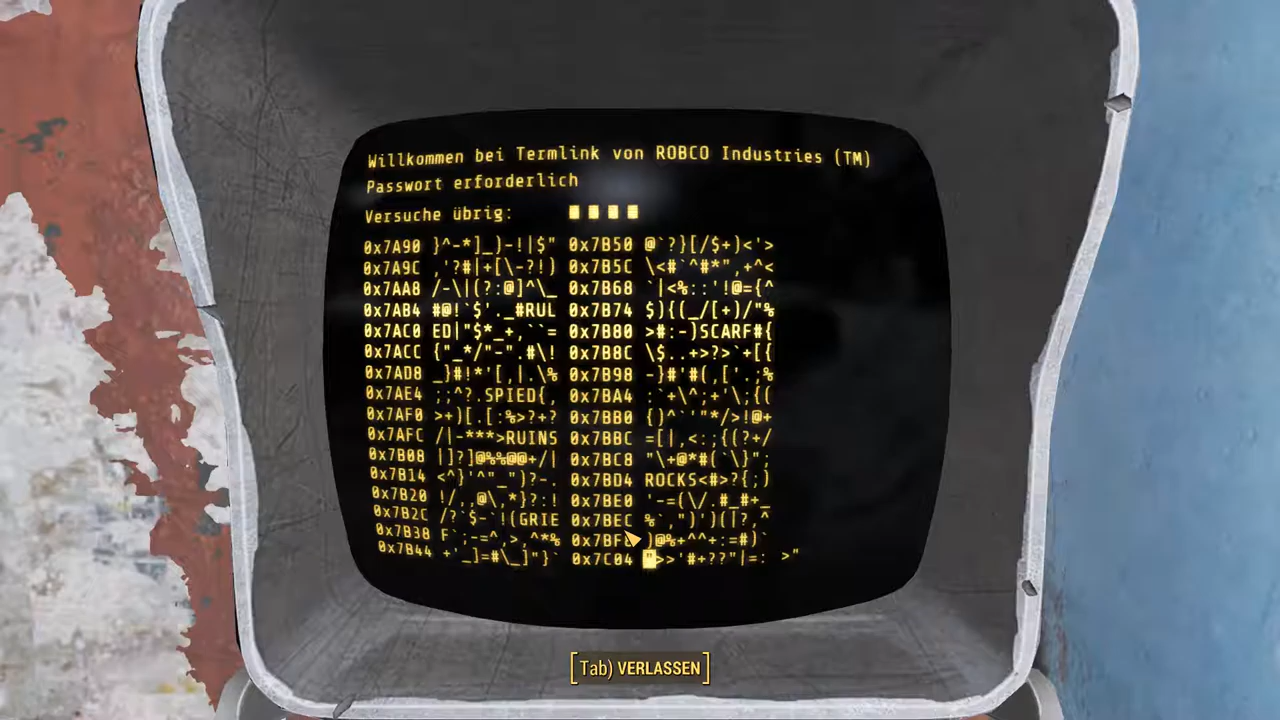 Willkommen bei Termlink von ROBCO Industries (TM)
Passwort erforderlich
Versuche übrig: ■ ■ ■ ■
0x7A90 }^-*]_)-!|$" 0x7B50 @`?}[/$+)<'>
0x7A9C ,'?#|+[\-?!) 0x7B5C \<#`^#*",+^<
0x7AA8 /-\|(?:@]^\_ 0x7B68 `|<%::'!@={^
0x7AB4 #@!`$'._#RUL 0x7B74 $){(_/[+)/"%
0x7AC0 ED|"$*_+,``= 0x7B80 >#:-)SCARF#{
0x7ACC {"_*/"-".#\! 0x7B8C \$..+>?>`+[{
0x7AD8 _}#!*'[,|.\% 0x7B98 -}#'#(,['.;%
0x7AE4 ;;^?.SPIED{, 0x7BA4 :`+\^;+'\;{(
0x7AF0 >+)[.[:%>?+? 0x7BB0 {)^`'"*/>!@+
0x7AFC /|-***>RUINS 0x7BBC =[|,<:;{(?+/
0x7B08 |]?]@%%@@+/| 0x7BC8 "\+@*#(`\}";
0x7B14 <^}'^"_")?-. 0x7BD4 ROCKS<#>?{;)
0x7B20 !/,,@\,*}?:! 0x7BE0 '-=(\/.#_#+_
0x7B2C /?`$-`!(GRIE 0x7BEC %`,")')(|?,^
0x7B38 F`;-=^,>,^*% 0x7BF8 )@%+^^+:=#)`
0x7B44 +'_]=#\_]"}` 0x7C04 ">>'#+??"|=: >"
[Tab) VERLASSEN]